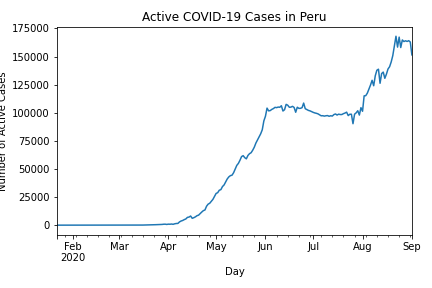 Active COVID-19 Cases in Peru
Number of Active Cases
175000
150000
125000
100000
75000
50000
25000
0
Feb Mar Apr May Jun Jul Aug Sep
2020
Day